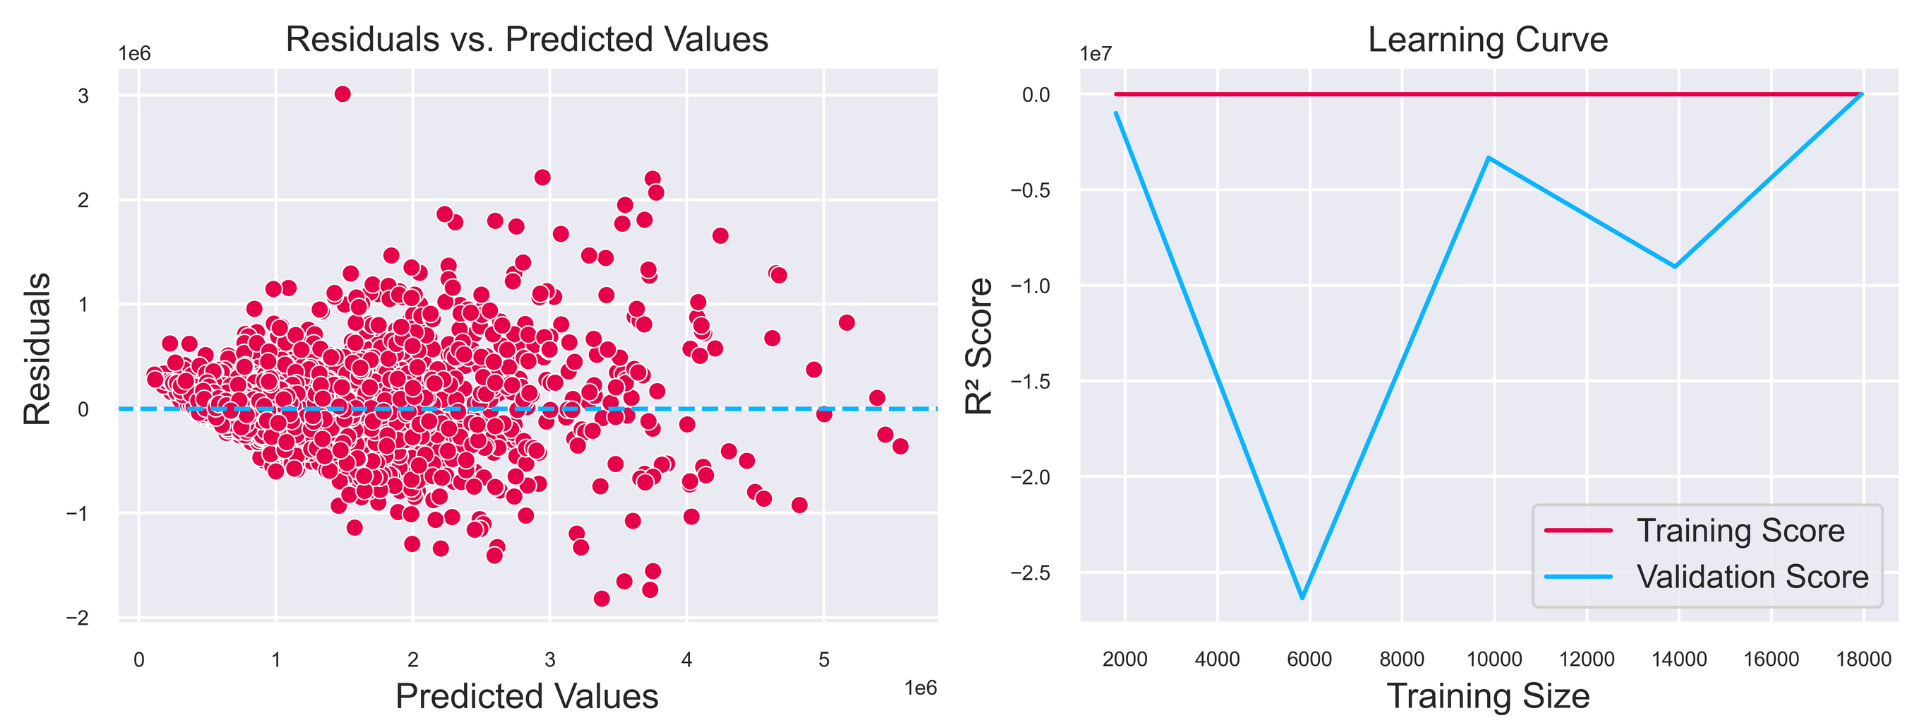 Residuals vs. Predicted Values
1e6
3
2
1
0
−1
−2
Residuals
0 1 2 3 4 5
1e6
Predicted Values
Learning Curve
1e7
0.0
−0.5
−1.0
−1.5
−2.0
−2.5
R² Score
Training Score
Validation Score
2000 4000 6000 8000 10000 12000 14000 16000 18000
Training Size